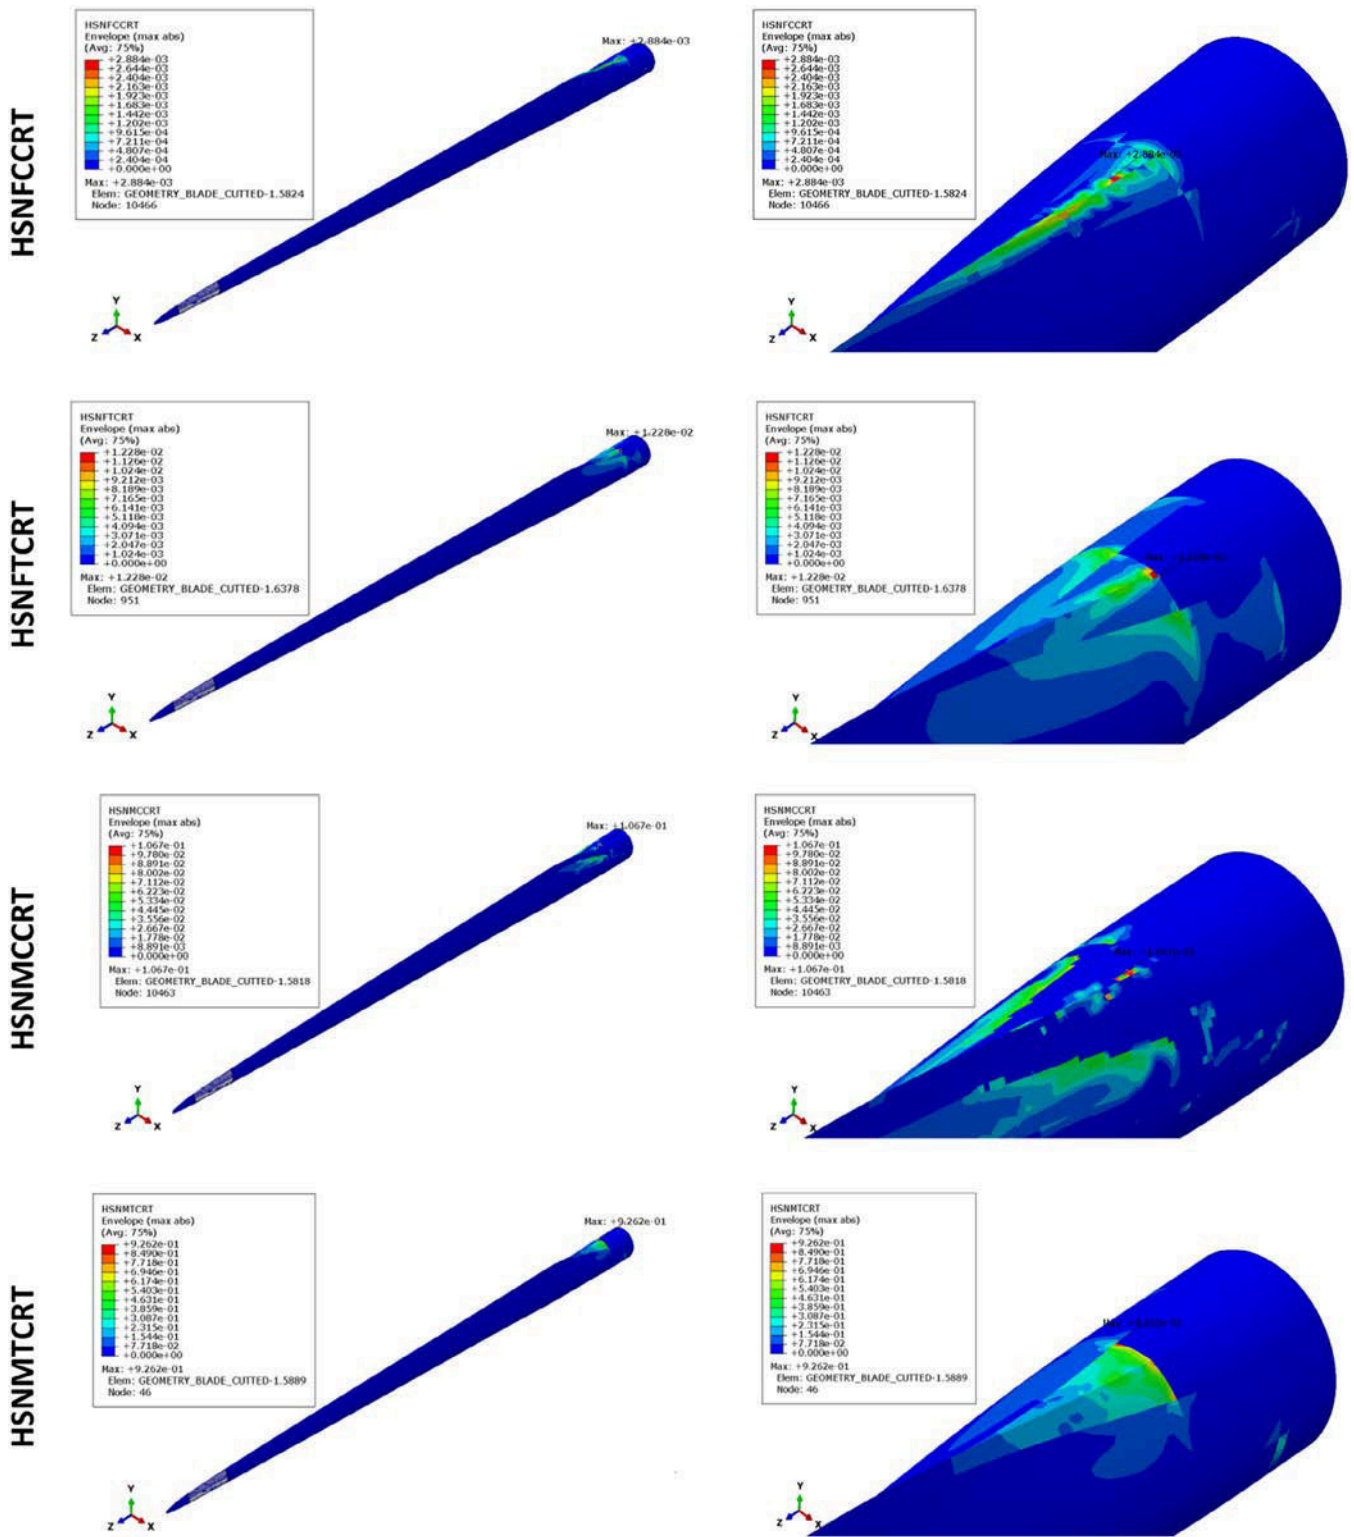 HSNFCCRT
HSNFCCRT
Envelope (max abs)
(Avg: 75%)
+2.884e-03
+2.644e-03
+2.404e-03
+2.163e-03
+1.923e-03
+1.683e-03
+1.442e-03
+1.202e-03
+9.615e-04
+7.211e-04
+4.807e-04
+2.404e-04
+0.000e+00
Max: +2.884e-03
Elem: GEOMETRY_BLADE_CUTTED-1.5824
Node: 10466
Max: +2.884e-03
Y
Z
X
HSNFCCRT
Envelope (max abs)
(Avg: 75%)
+2.884e-03
+2.644e-03
+2.404e-03
+2.163e-03
+1.923e-03
+1.683e-03
+1.442e-03
+1.202e-03
+9.615e-04
+7.211e-04
+4.807e-04
+2.404e-04
+0.000e+00
Max: +2.884e-03
Elem: GEOMETRY_BLADE_CUTTED-1.5824
Node: 10466
Max: +2.884e-03
Y
Z
X
HSNFTCRT
HSNFTCRT
Envelope (max abs)
(Avg: 75%)
+1.228e-02
+1.126e-02
+1.024e-02
+9.212e-03
+8.189e-03
+7.165e-03
+6.141e-03
+5.118e-03
+4.094e-03
+3.071e-03
+2.047e-03
+1.024e-03
+0.000e+00
Max: +1.228e-02
Elem: GEOMETRY_BLADE_CUTTED-1.6378
Node: 951
Max: +1.228e-02
Y
Z
X
HSNFTCRT
Envelope (max abs)
(Avg: 75%)
+1.228e-02
+1.126e-02
+1.024e-02
+9.212e-03
+8.189e-03
+7.165e-03
+6.141e-03
+5.118e-03
+4.094e-03
+3.071e-03
+2.047e-03
+1.024e-03
+0.000e+00
Max: +1.228e-02
Elem: GEOMETRY_BLADE_CUTTED-1.6378
Node: 951
Y
Z
X
HSNMCCRT
HSNMCCRT
Envelope (max abs)
(Avg: 75%)
+1.067e-01
+9.780e-02
+8.891e-02
+8.002e-02
+7.112e-02
+6.223e-02
+5.334e-02
+4.445e-02
+3.556e-02
+2.667e-02
+1.778e-02
+8.891e-03
+0.000e+00
Max: +1.067e-01
Elem: GEOMETRY_BLADE_CUTTED-1.5818
Node: 10463
Max: +1.067e-01
Y
Z
X
HSNMCCRT
Envelope (max abs)
(Avg: 75%)
+1.067e-01
+9.780e-02
+8.891e-02
+8.002e-02
+7.112e-02
+6.223e-02
+5.334e-02
+4.445e-02
+3.556e-02
+2.667e-02
+1.778e-02
+8.891e-03
+0.000e+00
Max: +1.067e-01
Elem: GEOMETRY_BLADE_CUTTED-1.5818
Node: 10463
Y
Z
X
HSNMTCRT
HSNMTCRT
Envelope (max abs)
(Avg: 75%)
+9.262e-01
+8.490e-01
+7.718e-01
+6.946e-01
+6.174e-01
+5.403e-01
+4.631e-01
+3.859e-01
+3.087e-01
+2.315e-01
+1.544e-01
+7.718e-02
+0.000e+00
Max: +9.262e-01
Elem: GEOMETRY_BLADE_CUTTED-1.5889
Node: 46
Max: +9.262e-01
Y
Z
X
HSNMTCRT
Envelope (max abs)
(Avg: 75%)
+9.262e-01
+8.490e-01
+7.718e-01
+6.946e-01
+6.174e-01
+5.403e-01
+4.631e-01
+3.859e-01
+3.087e-01
+2.315e-01
+1.544e-01
+7.718e-02
+0.000e+00
Max: +9.262e-01
Elem: GEOMETRY_BLADE_CUTTED-1.5889
Node: 46
Y
Z
X